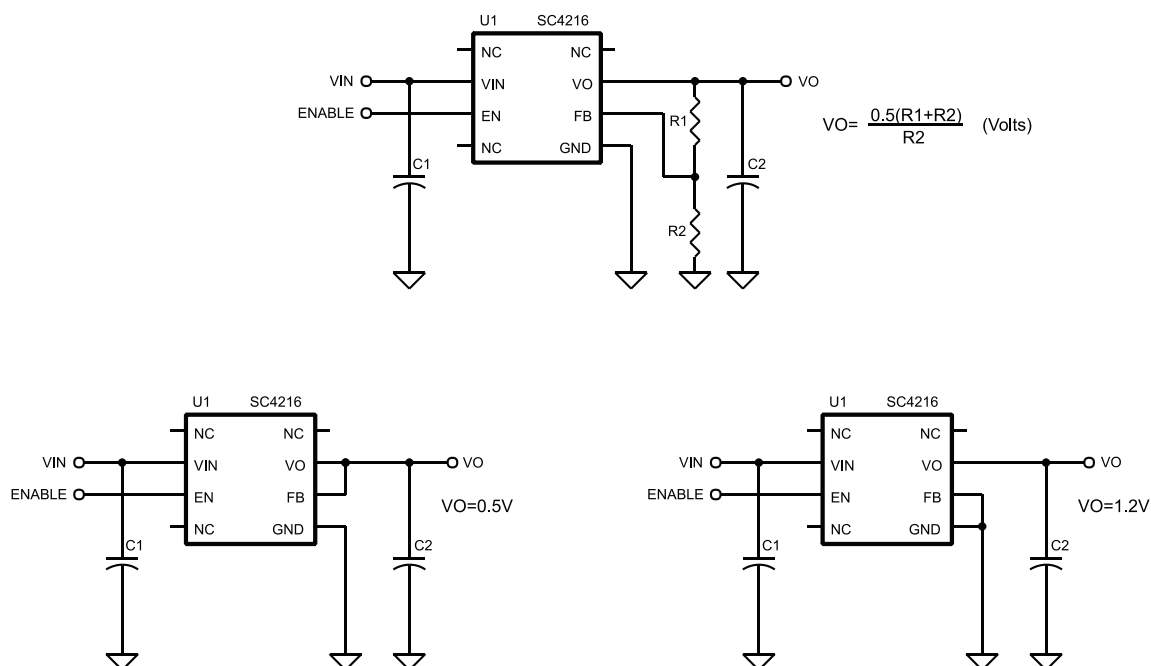 U1 SC4216
NC NC
VIN VIN VO VO
ENABLE EN FB R1
NC GND
C1 C2
R2
VO= 0.5(R1+R2) (Volts)
R2
U1 SC4216
NC NC
VIN VIN VO VO
ENABLE EN FB
VO=0.5V
NC GND
C1 C2
U1 SC4216
NC NC
VIN VIN VO VO
ENABLE EN FB
VO=1.2V
NC GND
C1 C2